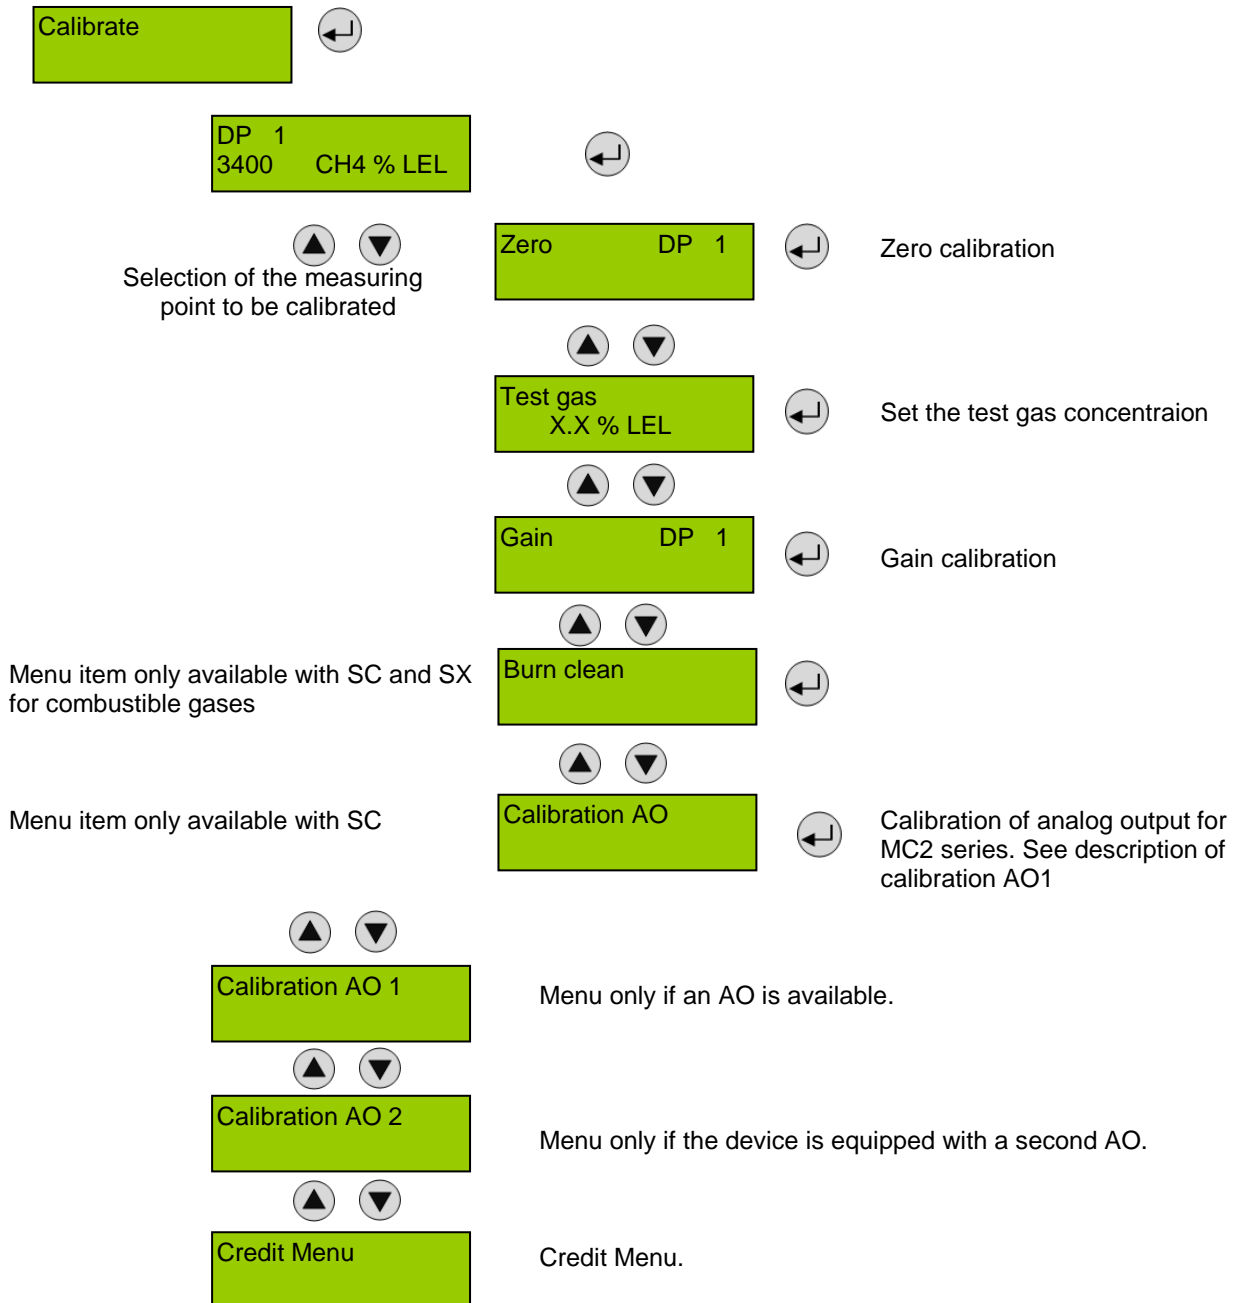 Calibrate
DP 1
3400 CH4 % LEL
Selection of the measuring
point to be calibrated
Zero DP 1
Zero calibration
Test gas
X.X % LEL
Set the test gas concentraion
Gain DP 1
Gain calibration
Menu item only available with SC and SX
for combustible gases
Burn clean
Menu item only available with SC
Calibration AO
Calibration of analog output for
MC2 series. See description of
calibration AO1
Calibration AO 1
Menu only if an AO is available.
Calibration AO 2
Menu only if the device is equipped with a second AO.
Credit Menu
Credit Menu.